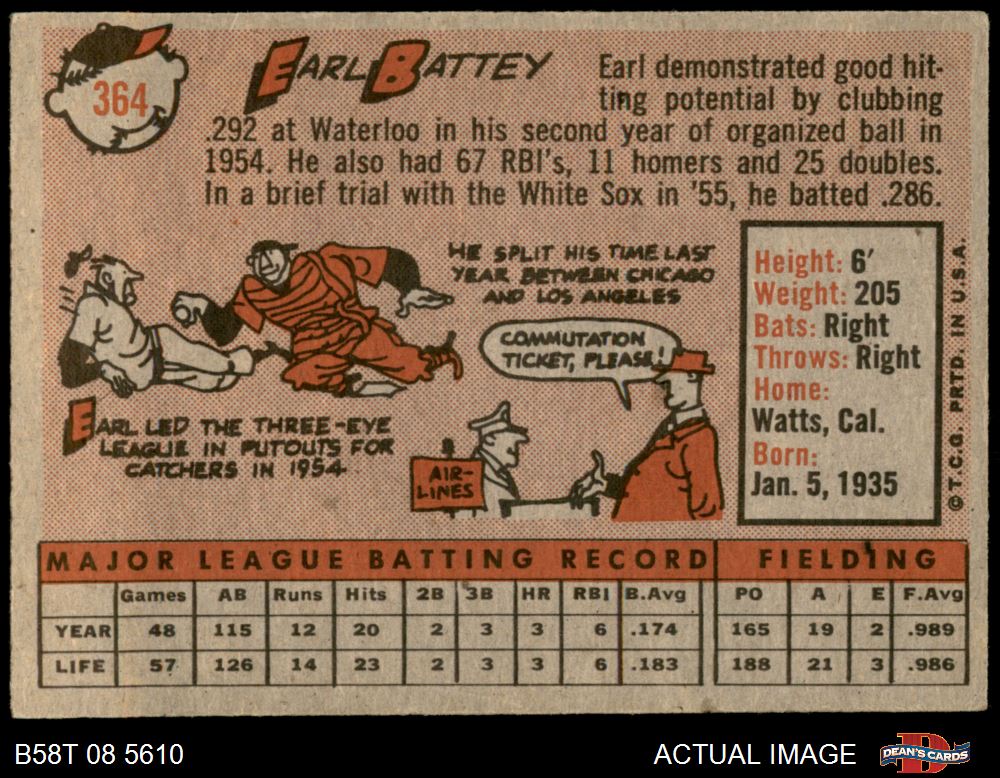 364
EARL BATTEY
Earl demonstrated good hit-
ting potential by clubbing
.292 at Waterloo in his second year of organized ball in
1954. He also had 67 RBI's, 11 homers and 25 doubles.
In a brief trial with the White Sox in '55, he batted .286.
HE SPLIT HIS TIME LAST
YEAR BETWEEN CHICAGO
AND LOS ANGELES
COMMUTATION
TICKET, PLEASE!
EARL LED THE THREE-EYE
LEAGUE IN PUTOUTS FOR
CATCHERS IN 1954
AIR-
LINES
Height: 6'
Weight: 205
Bats: Right
Throws: Right
Home:
Watts, Cal.
Born:
Jan. 5, 1935
© T.C.G. PRTD. IN U.S.A.
MAJOR LEAGUE BATTING RECORD FIELDING
Games AB Runs Hits 2B 3B HR RBI B.Avg PO A E F.Avg
YEAR 48 115 12 20 2 3 3 6 .174 165 19 2 .989
LIFE 57 126 14 23 2 3 3 6 .183 188 21 3 .986
B58T 08 5610 ACTUAL IMAGE D DEAN'S CARDS